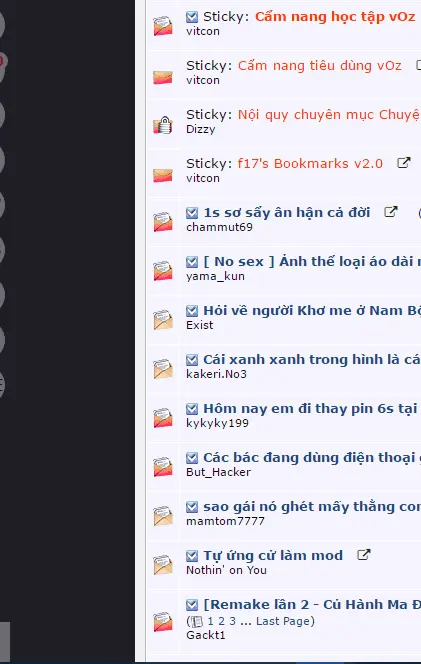 Sticky: Cẩm nang học tập vOz
vitcon
Sticky: Cẩm nang tiêu dùng vOz
vitcon
Sticky: Nội quy chuyên mục Chuyệ
Dizzy
Sticky: f17's Bookmarks v2.0
vitcon
1s sơ sẩy ân hận cả đời (
chammut69
[ No sex ] Ảnh thể loại áo dài
yama_kun
Hỏi về người Khơ me ở Nam Bộ
Exist
Cái xanh xanh trong hình là cá
kakeri.No3
Hôm nay em đi thay pin 6s tại
kykyky199
Các bác đang dùng điện thoại
But_Hacker
sao gái nó ghét mấy thằng con
mamtom7777
Tự ứng cử làm mod
Nothin' on You
[Remake lần 2 - Củ Hành Ma Đ
( 1 2 3 ... Last Page)
Gackt1